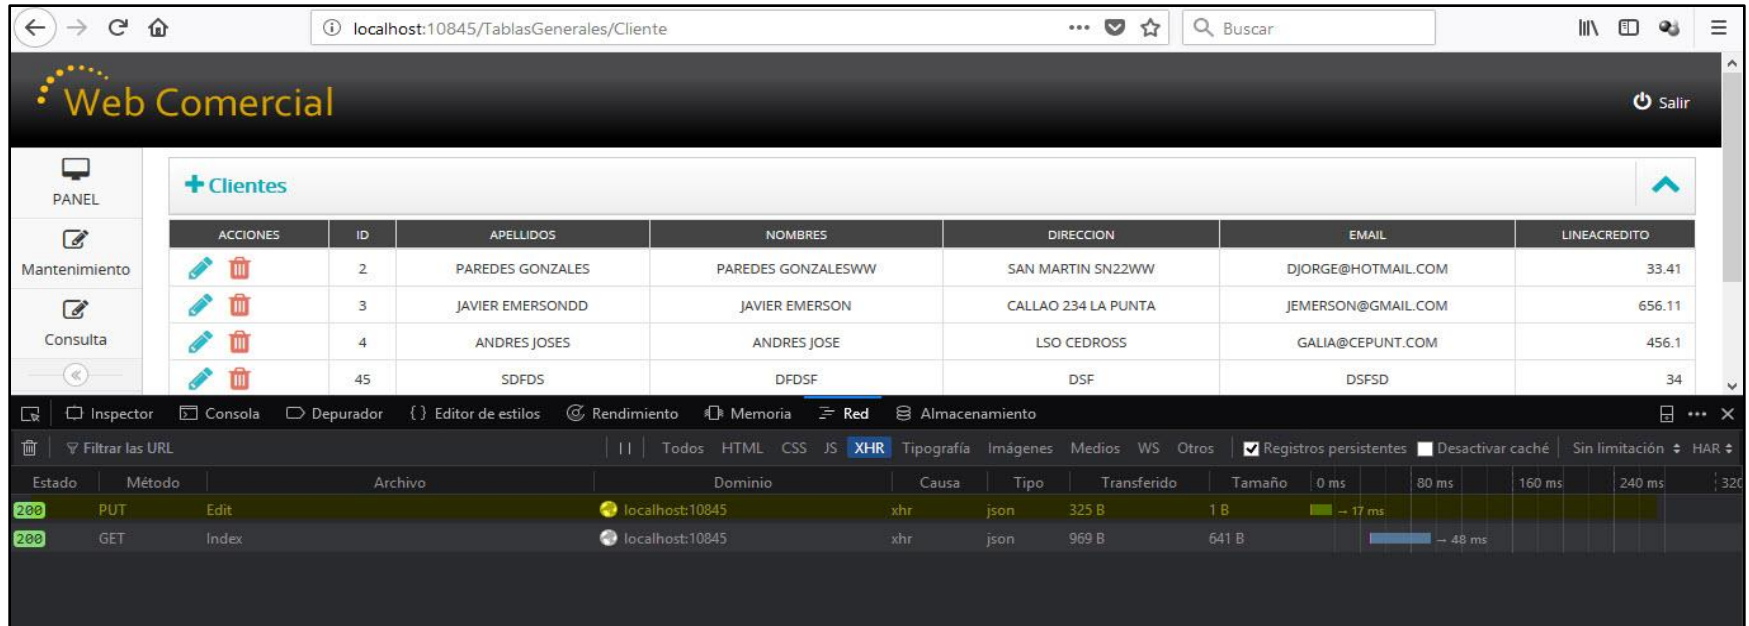 localhost:10845/TablasGenerales/Cliente
Buscar
Web Comercial
Salir
PANEL
Mantenimiento
Consulta
Clientes
ACCIONES ID APELLIDOS NOMBRES DIRECCION EMAIL LINEACREDITO
2 PAREDES GONZALES PAREDES GONZALESWW SAN MARTIN SN22WW DJORGE@HOTMAIL.COM 33.41
3 JAVIER EMERSONDD JAVIER EMERSON CALLAO 234 LA PUNTA JEMERSON@GMAIL.COM 656.11
4 ANDRES JOSES ANDRES JOSE LSO CEDROSS GALIA@CEPUNT.COM 456.1
45 SDFDS DFDSF DSF DSFSD 34
Inspector Consola Depurador { } Editor de estilos Rendimiento Memoria Red Almacenamiento
Filtrar las URL Todos HTML CSS JS XHR Tipografía Imágenes Medios WS Otros Registros persistentes Desactivar caché Sin limitación HAR
Estado Método Archivo Dominio Causa Tipo Transferido Tamaño 0 ms 80 ms 160 ms 240 ms 320
200 PUT Edit localhost:10845 xhr json 325 B 1 B → 17 ms
200 GET Index localhost:10845 xhr json 969 B 641 B → 48 ms